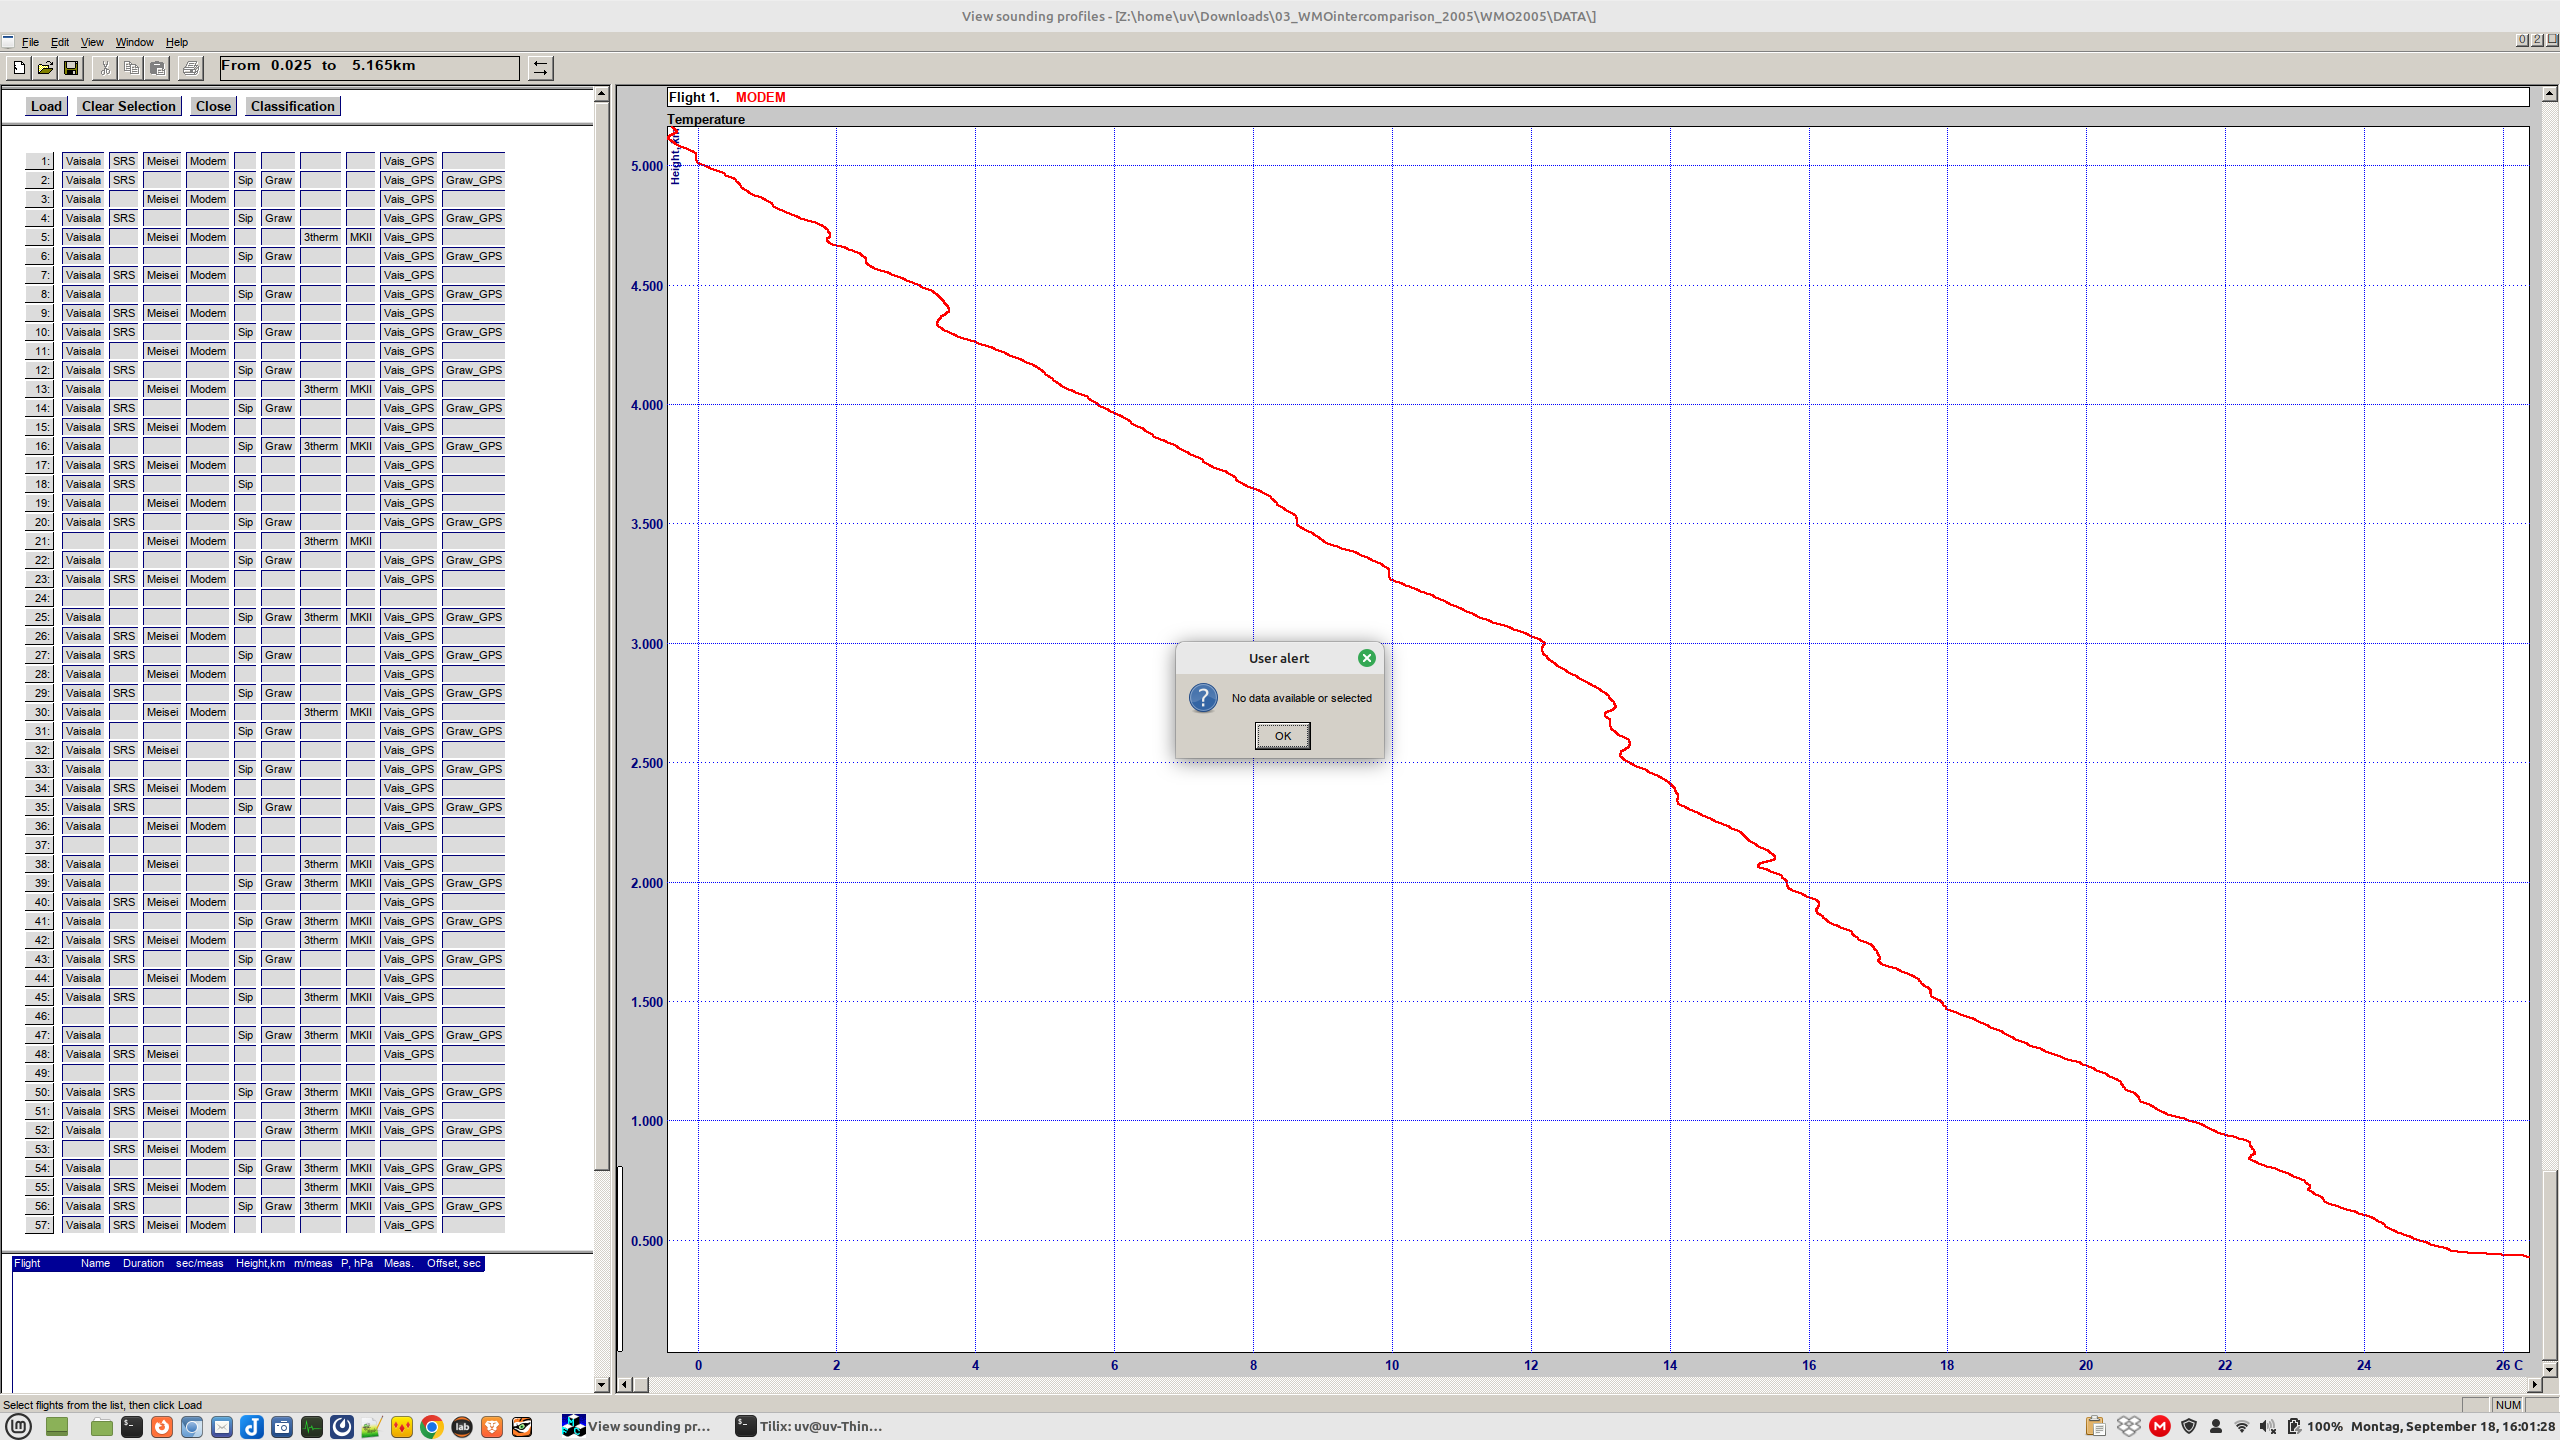 View sounding profiles - [Z:\home\uv\Downloads\03_WMOintercomparison_2005\WMO2005\DATA\]
File Edit View Window Help
From 0.025 to 5.165km
Load Clear Selection Close Classification
1: Vaisala SRS Meisei Modem Vais_GPS
2: Vaisala SRS Sip Graw Vais_GPS Graw_GPS
3: Vaisala Meisei Modem Vais_GPS
4: Vaisala SRS Sip Graw Vais_GPS Graw_GPS
5: Vaisala Meisei Modem 3therm MKII Vais_GPS
6: Vaisala Sip Graw Vais_GPS Graw_GPS
7: Vaisala SRS Meisei Modem Vais_GPS
8: Vaisala Sip Graw Vais_GPS Graw_GPS
9: Vaisala SRS Meisei Modem Vais_GPS
10: Vaisala SRS Sip Graw Vais_GPS Graw_GPS
11: Vaisala Meisei Modem Vais_GPS
12: Vaisala SRS Sip Graw Vais_GPS Graw_GPS
13: Vaisala Meisei Modem 3therm MKII Vais_GPS
14: Vaisala SRS Sip Graw Vais_GPS Graw_GPS
15: Vaisala SRS Meisei Modem Vais_GPS
16: Vaisala Sip Graw 3therm MKII Vais_GPS Graw_GPS
17: Vaisala SRS Meisei Modem Vais_GPS
18: Vaisala SRS Sip Vais_GPS
19: Vaisala Meisei Modem Vais_GPS
20: Vaisala SRS Sip Graw Vais_GPS Graw_GPS
21: Meisei Modem 3therm MKII
22: Vaisala Sip Graw Vais_GPS Graw_GPS
23: Vaisala SRS Meisei Modem Vais_GPS
24:
25: Vaisala Sip Graw 3therm MKII Vais_GPS Graw_GPS
26: Vaisala SRS Meisei Modem Vais_GPS
27: Vaisala SRS Sip Graw Vais_GPS Graw_GPS
28: Vaisala Meisei Modem Vais_GPS
29: Vaisala SRS Sip Graw Vais_GPS Graw_GPS
30: Vaisala Meisei Modem 3therm MKII Vais_GPS
31: Vaisala Sip Graw Vais_GPS Graw_GPS
32: Vaisala SRS Meisei Vais_GPS
33: Vaisala Sip Graw Vais_GPS Graw_GPS
34: Vaisala SRS Meisei Modem Vais_GPS
35: Vaisala SRS Sip Graw Vais_GPS Graw_GPS
36: Vaisala Meisei Modem Vais_GPS
37:
38: Vaisala Meisei 3therm MKII Vais_GPS
39: Vaisala Sip Graw 3therm MKII Vais_GPS Graw_GPS
40: Vaisala SRS Meisei Modem Vais_GPS
41: Vaisala Sip Graw 3therm MKII Vais_GPS Graw_GPS
42: Vaisala SRS Meisei Modem 3therm MKII Vais_GPS
43: Vaisala SRS Sip Graw Vais_GPS Graw_GPS
44: Vaisala Meisei Modem Vais_GPS
45: Vaisala SRS Sip 3therm MKII Vais_GPS
46:
47: Vaisala Sip Graw 3therm MKII Vais_GPS Graw_GPS
48: Vaisala SRS Meisei Vais_GPS
49:
50: Vaisala SRS Sip Graw 3therm MKII Vais_GPS Graw_GPS
51: Vaisala SRS Meisei Modem 3therm MKII Vais_GPS
52: Vaisala Graw 3therm MKII Vais_GPS Graw_GPS
53: SRS Meisei Modem
54: Vaisala Sip Graw 3therm MKII Vais_GPS Graw_GPS
55: Vaisala SRS Meisei Modem 3therm MKII Vais_GPS
56: Vaisala SRS Sip Graw 3therm MKII Vais_GPS Graw_GPS
57: Vaisala SRS Meisei Modem Vais_GPS
Flight Name Duration sec/meas Height,km m/meas P, hPa Meas. Offset, sec
Flight 1. MODEM
Temperature
Height, km
5.000
4.500
4.000
3.500
3.000
2.500
2.000
1.500
1.000
0.500
0 2 4 6 8 10 12 14 16 18 20 22 24 26 C
User alert
No data available or selected
OK
Select flights from the list, then click Load
NUM
lab
View sounding pr...
Tilix: uv@uv-Thin...
100% Montag, September 18, 16:01:28